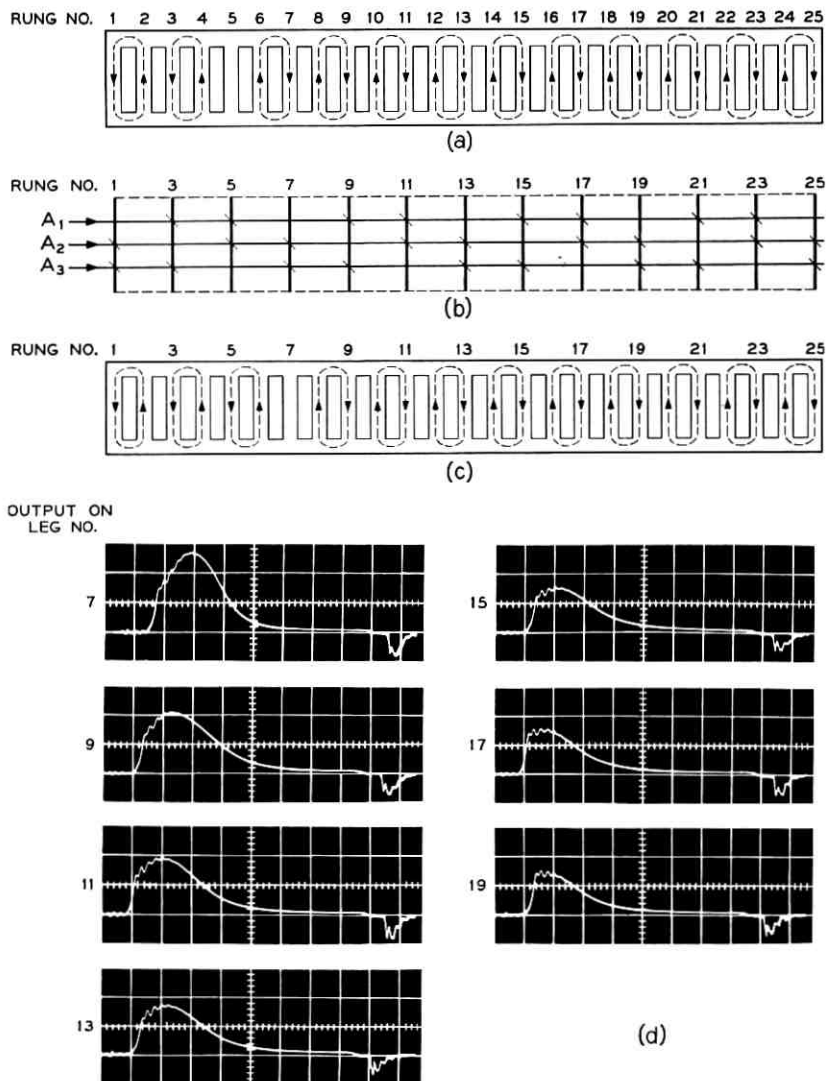 RUNG NO. 1 2 3 4 5 6 7 8 9 10 11 12 13 14 15 16 17 18 19 20 21 22 23 24 25
(a)
RUNG NO. 1 3 5 7 9 11 13 15 17 19 21 23 25
A1
A2
A3
(b)
RUNG NO. 1 3 5 7 9 11 13 15 17 19 21 23 25
(c)
OUTPUT ON
LEG NO.
7
9
11
13
15
17
19
(d)